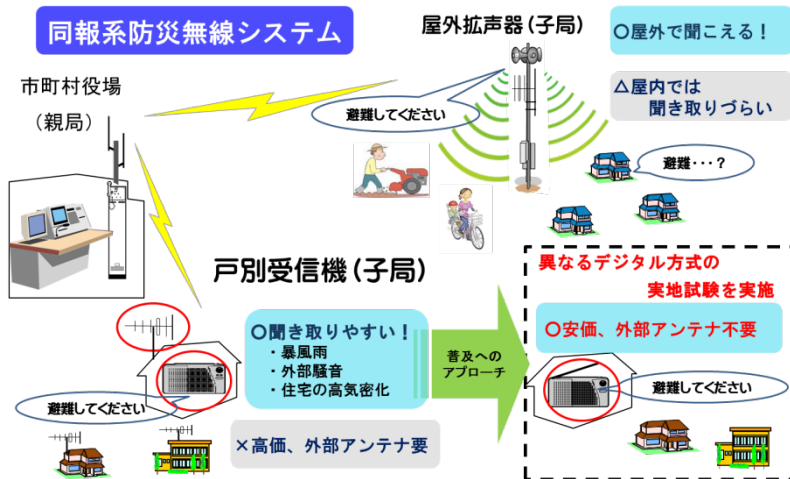 同報系防災無線システム
屋外拡声器(子局)
〇屋外で聞こえる！
△屋内では
聞き取りづらい
市町村役場
（親局）
避難してください
避難・・・？
戸別受信機(子局)
〇聞き取りやすい！
・暴風雨
・外部騒音
・住宅の高気密化
避難してください
×高価、外部アンテナ要
普及への
アプローチ
異なるデジタル方式の
実地試験を実施
〇安価、外部アンテナ不要
避難してください